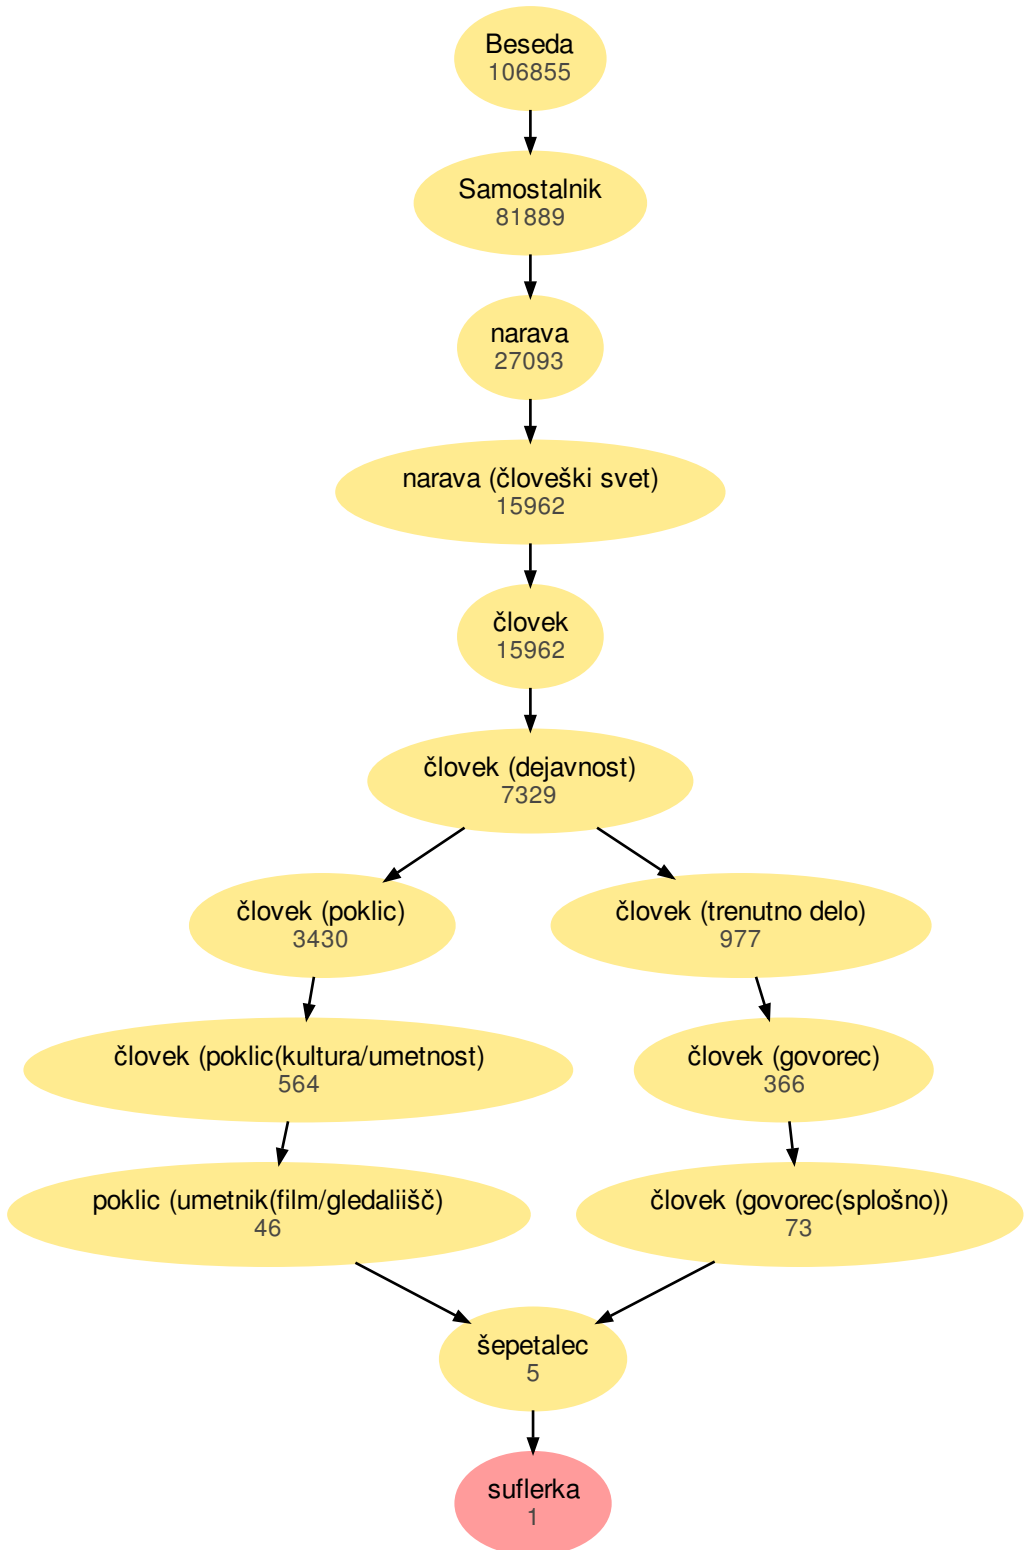 Beseda
106855
Samostalnik
81889
narava
27093
narava (človeški svet)
15962
človek
15962
človek (dejavnost)
7329
človek (poklic)
3430
človek (trenutno delo)
977
človek (poklic(kultura/umetnost)
564
človek (govorec)
366
poklic (umetnik(film/gledaliišč)
46
človek (govorec(splošno))
73
šepetalec
5
suflerka
1